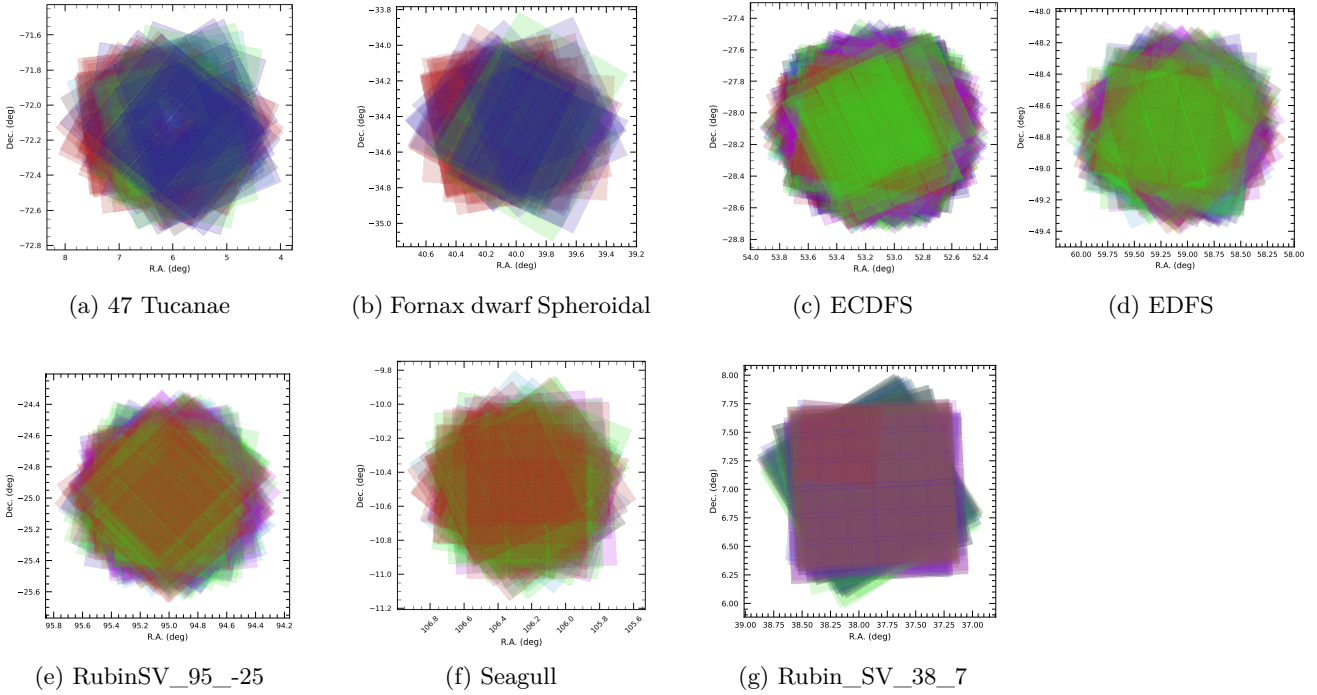 −71.6
−71.8
−72.0
−72.2
−72.4
−72.6
−72.8
Dec. (deg)
8 7 6 5 4
R.A. (deg)
(a) 47 Tucanae
−33.8
−34.0
−34.2
−34.4
−34.6
−34.8
−35.0
Dec. (deg)
40.6 40.4 40.2 40.0 39.8 39.6 39.4 39.2
R.A. (deg)
(b) Fornax dwarf Spheroidal
−27.4
−27.6
−27.8
−28.0
−28.2
−28.4
−28.6
−28.8
Dec. (deg)
54.0 53.8 53.6 53.4 53.2 53.0 52.8 52.6 52.4
R.A. (deg)
(c) ECDFS
−48.0
−48.2
−48.4
−48.6
−48.8
−49.0
−49.2
−49.4
Dec. (deg)
60.00 59.75 59.50 59.25 59.00 58.75 58.50 58.25 58.00
R.A. (deg)
(d) EDFS
−24.4
−24.6
−24.8
−25.0
−25.2
−25.4
−25.6
Dec. (deg)
95.8 95.6 95.4 95.2 95.0 94.8 94.6 94.4 94.2
R.A. (deg)
(e) RubinSV_95_-25
−9.8
−10.0
−10.2
−10.4
−10.6
−10.8
−11.0
−11.2
Dec. (deg)
106.8 106.6 106.4 106.2 106.0 105.8 105.6
R.A. (deg)
(f) Seagull
8.00
7.75
7.50
7.25
7.00
6.75
6.50
6.25
6.00
Dec. (deg)
39.00 38.75 38.50 38.25 38.00 37.75 37.50 37.25 37.00
R.A. (deg)
(g) Rubin_SV_38_7